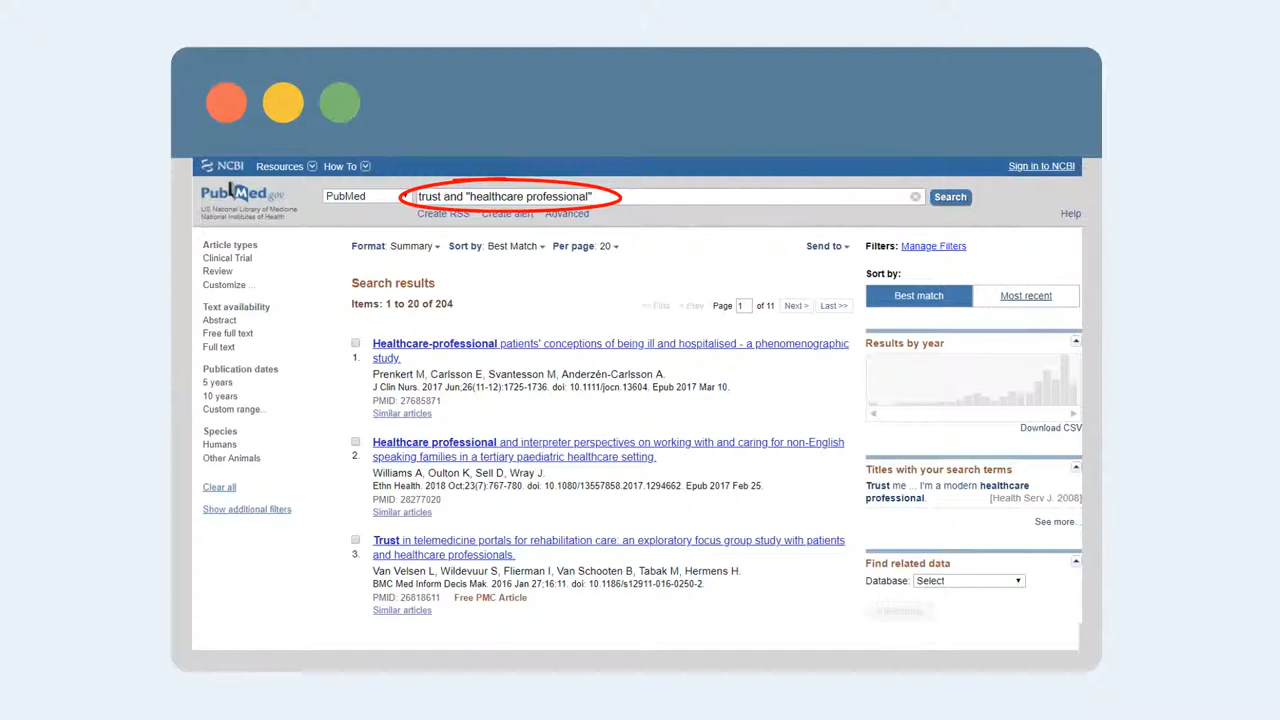 NCBI Resources How To Sign in to NCBI
PubMed.gov
US National Library of Medicine
National Institutes of Health
PubMed trust and "healthcare professional" Search
Create RSS Create alert Advanced Help
Article types
Clinical Trial
Review
Customize ...
Text availability
Abstract
Free full text
Full text
Publication dates
5 years
10 years
Custom range...
Species
Humans
Other Animals
Clear all
Show additional filters
Format: Summary Sort by: Best Match Per page: 20 Send to
Search results
Items: 1 to 20 of 204
<< First < Prev Page 1 of 11 Next > Last >>
1. Healthcare-professional patients' conceptions of being ill and hospitalised - a phenomenographic
study.
Prenkert M, Carlsson E, Svantesson M, Anderzén-Carlsson A.
J Clin Nurs. 2017 Jun;26(11-12):1725-1736. doi: 10.1111/jocn.13604. Epub 2017 Mar 10.
PMID: 27685871
Similar articles
2. Healthcare professional and interpreter perspectives on working with and caring for non-English
speaking families in a tertiary paediatric healthcare setting.
Williams A, Oulton K, Sell D, Wray J.
Ethn Health. 2018 Oct;23(7):767-780. doi: 10.1080/13557858.2017.1294662. Epub 2017 Feb 25.
PMID: 28277020
Similar articles
3. Trust in telemedicine portals for rehabilitation care: an exploratory focus group study with patients
and healthcare professionals.
Van Velsen L, Wildevuur S, Flierman I, Van Schooten B, Tabak M, Hermens H.
BMC Med Inform Decis Mak. 2016 Jan 27;16:11. doi: 10.1186/s12911-016-0250-2.
PMID: 26818611 Free PMC Article
Similar articles
Filters: Manage Filters
Sort by:
Best match Most recent
Results by year
Download CSV
Titles with your search terms
Trust me ... I'm a modern healthcare
professional. [Health Serv J. 2008]
See more...
Find related data
Database: Select